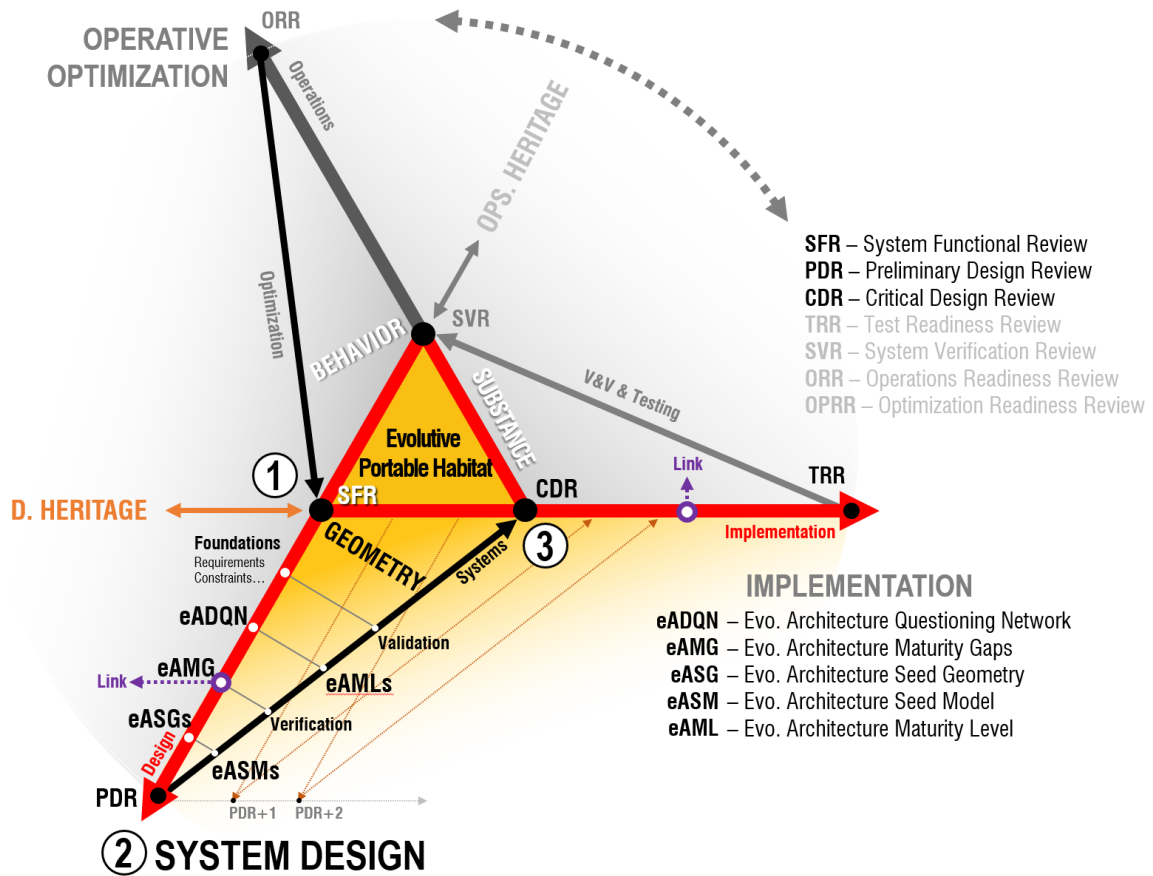 ORR
OPERATIVE
OPTIMIZATION
Operations
OPS. HERITAGE
Optimization
SFR – System Functional Review
PDR – Preliminary Design Review
CDR – Critical Design Review
TRR – Test Readiness Review
SVR – System Verification Review
ORR – Operations Readiness Review
OPRR – Optimization Readiness Review
SVR
BEHAVIOR
SUBSTANCE
V&V & Testing
Evolutive
Portable Habitat
1
SFR
CDR
Link
TRR
D. HERITAGE
Implementation
GEOMETRY
Systems
3
Foundations
Requirements
Constraints...
IMPLEMENTATION
eADQN – Evo. Architecture Questioning Network
eAMG – Evo. Architecture Maturity Gaps
eASG – Evo. Architecture Seed Geometry
eASM – Evo. Architecture Seed Model
eAML – Evo. Architecture Maturity Level
eADQN
Validation
eAMG
Link
eAMLs
eASGs
Verification
Design
eASMs
PDR
PDR+1
PDR+2
2 SYSTEM DESIGN